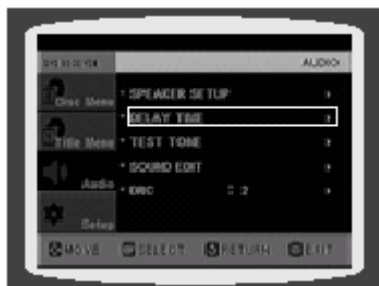 AUDIO
Disc Menu
SPEAKER SETUP
DELAY TIME
Title Menu
TEST TONE
SOUND EDIT
Audio
DRC : 2
Setup
MOVE SELECT RETURN EXIT